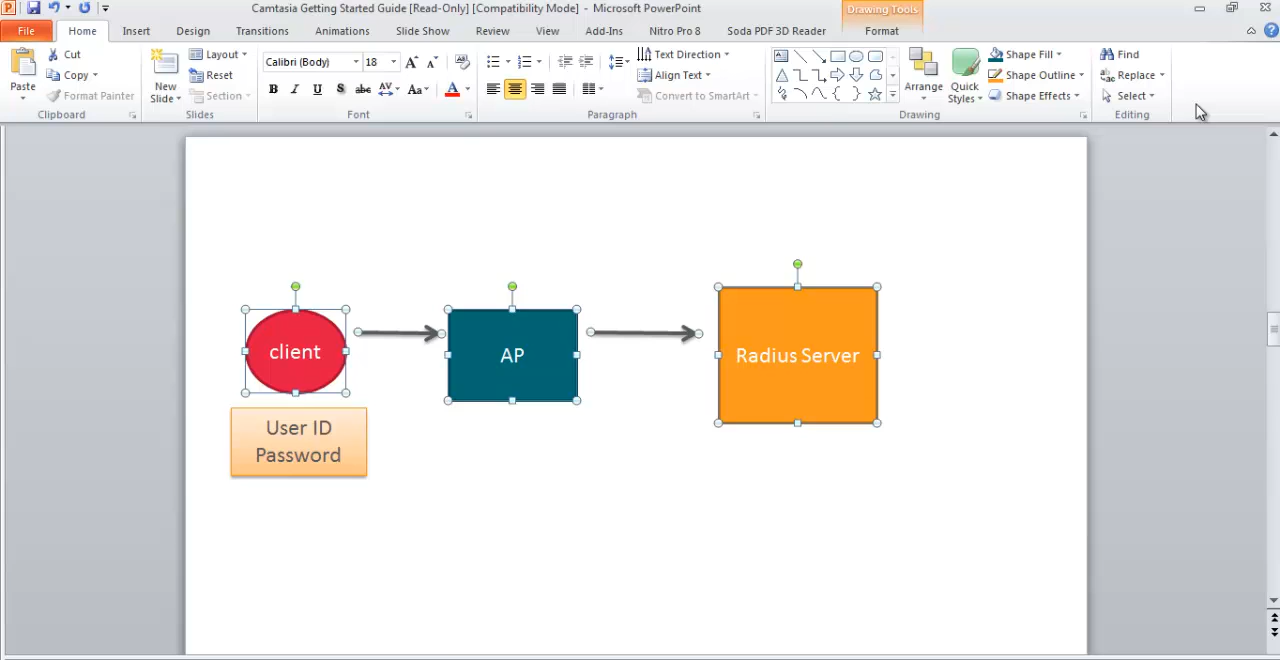 Camtasia Getting Started Guide [Read-Only] [Compatibility Mode] - Microsoft PowerPoint
Drawing Tools
File Home Insert Design Transitions Animations Slide Show Review View Add-Ins Nitro Pro 8 Soda PDF 3D Reader Format
Paste
Cut
Copy
Format Painter
Clipboard
New Slide
Layout
Reset
Section
Slides
Calibri (Body) 18
B I U S abc AV Aa A
Font
Text Direction
Align Text
Convert to SmartArt
Paragraph
Arrange
Quick Styles
Shape Fill
Shape Outline
Shape Effects
Drawing
Find
Replace
Select
Editing
client
AP
Radius Server
User ID
Password